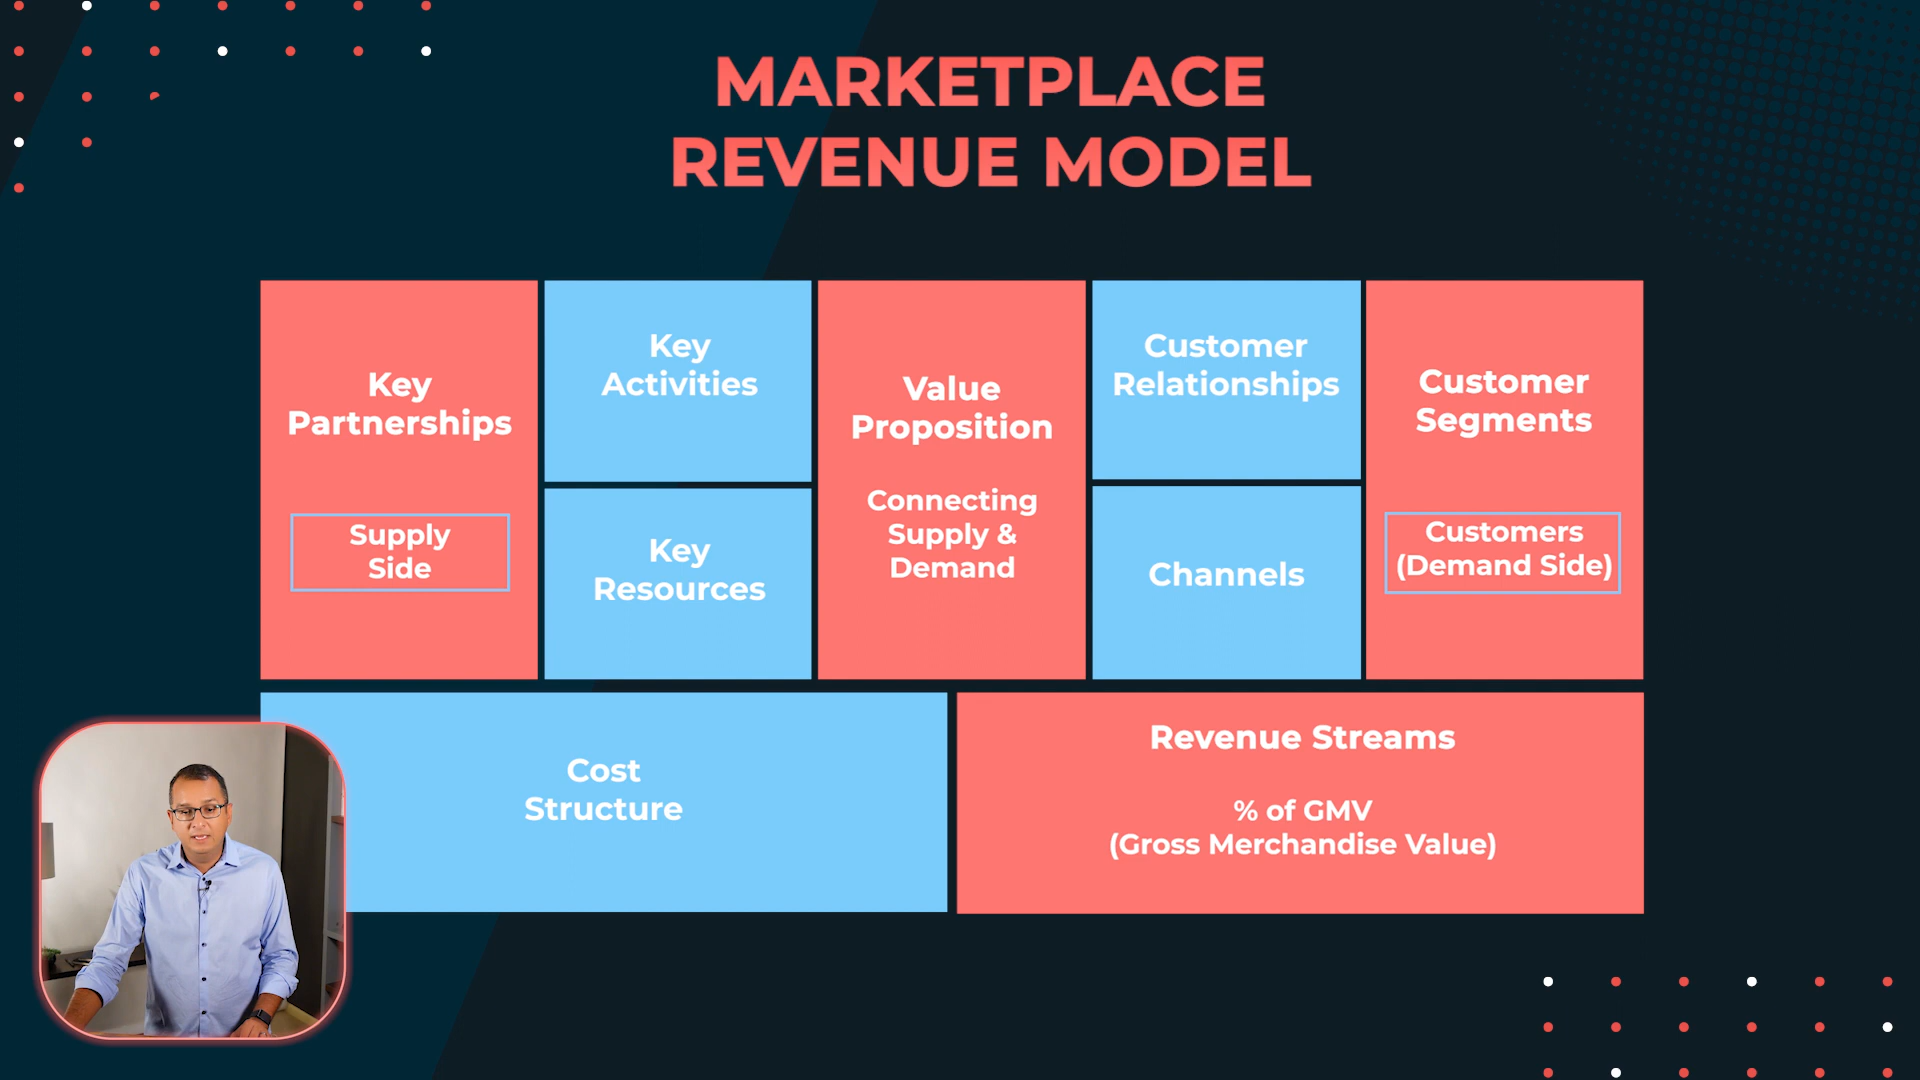 MARKETPLACE
REVENUE MODEL
Key
Partnerships
Supply
Side
Key
Activities
Key
Resources
Value
Proposition
Connecting
Supply &
Demand
Customer
Relationships
Channels
Customer
Segments
Customers
(Demand Side)
Cost
Structure
Revenue Streams
% of GMV
(Gross Merchandise Value)